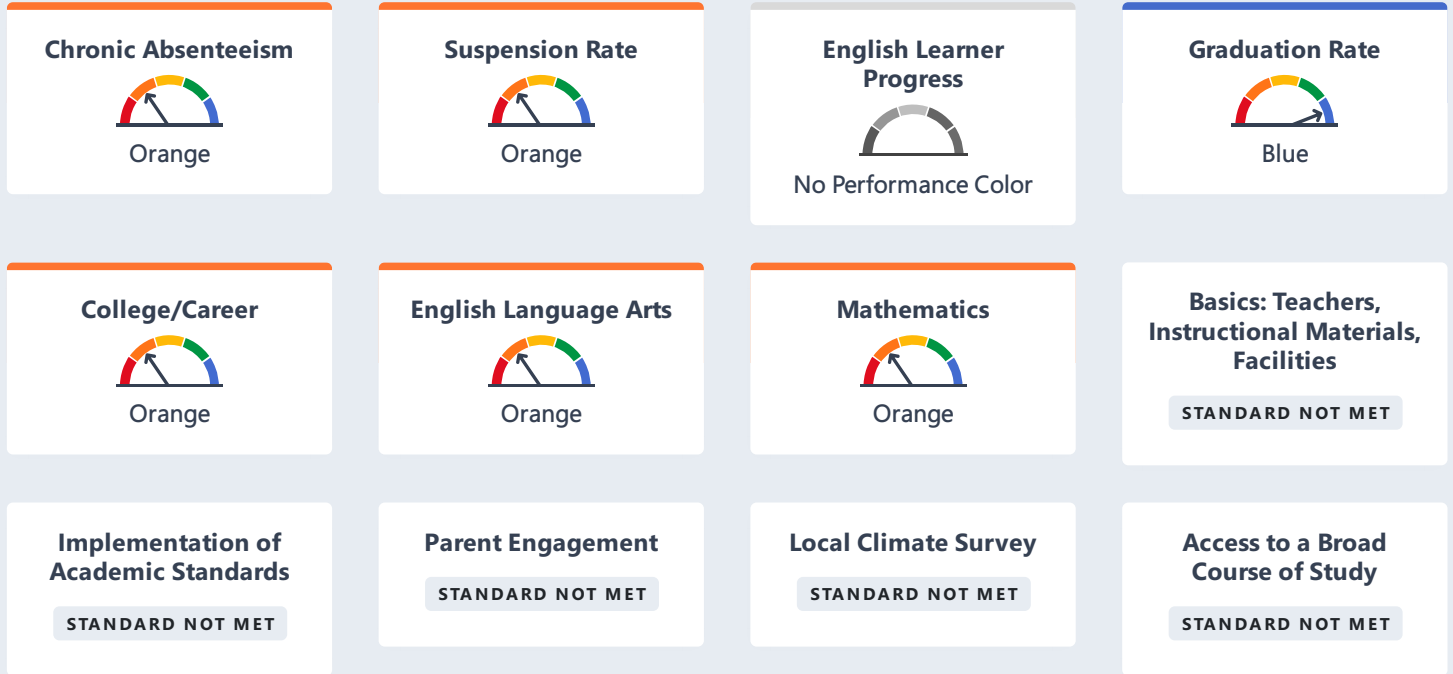 Chronic Absenteeism
Orange
Suspension Rate
Orange
English Learner
Progress
No Performance Color
Graduation Rate
Blue
College/Career
Orange
English Language Arts
Orange
Mathematics
Orange
Basics: Teachers,
Instructional Materials,
Facilities
STANDARD NOT MET
Implementation of
Academic Standards
STANDARD NOT MET
Parent Engagement
STANDARD NOT MET
Local Climate Survey
STANDARD NOT MET
Access to a Broad
Course of Study
STANDARD NOT MET